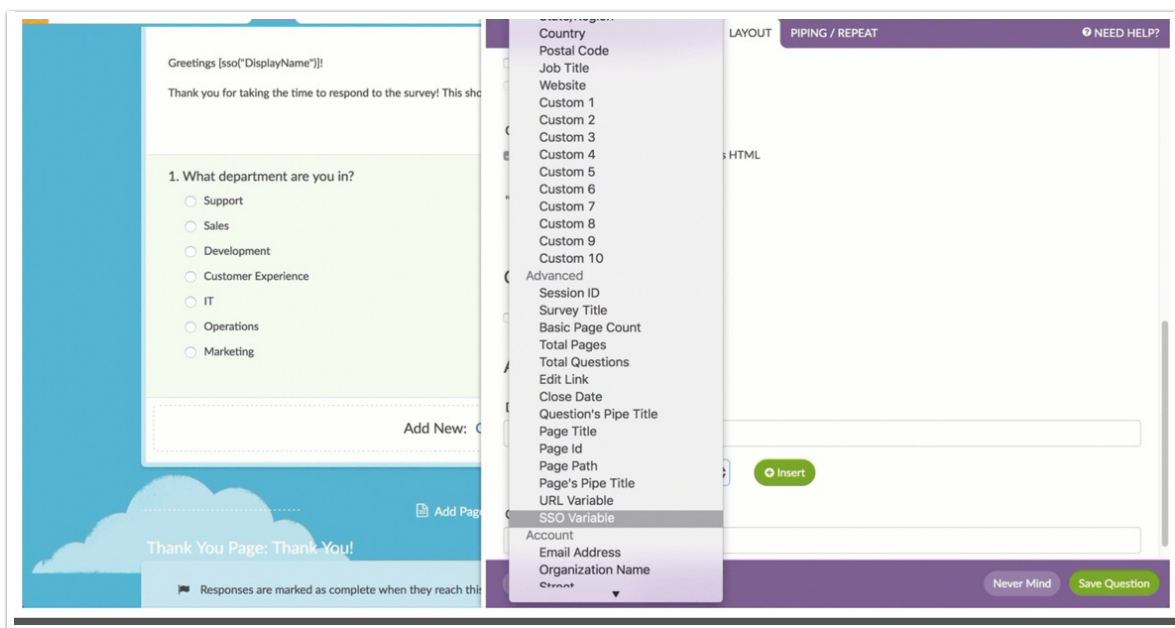 Greetings [sso("DisplayName")]!
Thank you for taking the time to respond to the survey! This
1. What department are you in?
Support
Sales
Development
Customer Experience
IT
Operations
Marketing
Add New:
Add Page
Thank You Page: Thank You!
Responses are marked as complete when they reach this
LAYOUT
PIPING / REPEAT
NEED HELP?
State/Region
Country
Postal Code
Job Title
Website
Custom 1
Custom 2
Custom 3
Custom 4
Custom 5
Custom 6
Custom 7
Custom 8
Custom 9
Custom 10
Advanced
Session ID
Survey Title
Basic Page Count
Total Pages
Total Questions
Edit Link
Close Date
Question's Pipe Title
Page Title
Page Id
Page Path
Page's Pipe Title
URL Variable
SSO Variable
Account
Email Address
Organization Name
Street
s HTML
Insert
Never Mind
Save Question